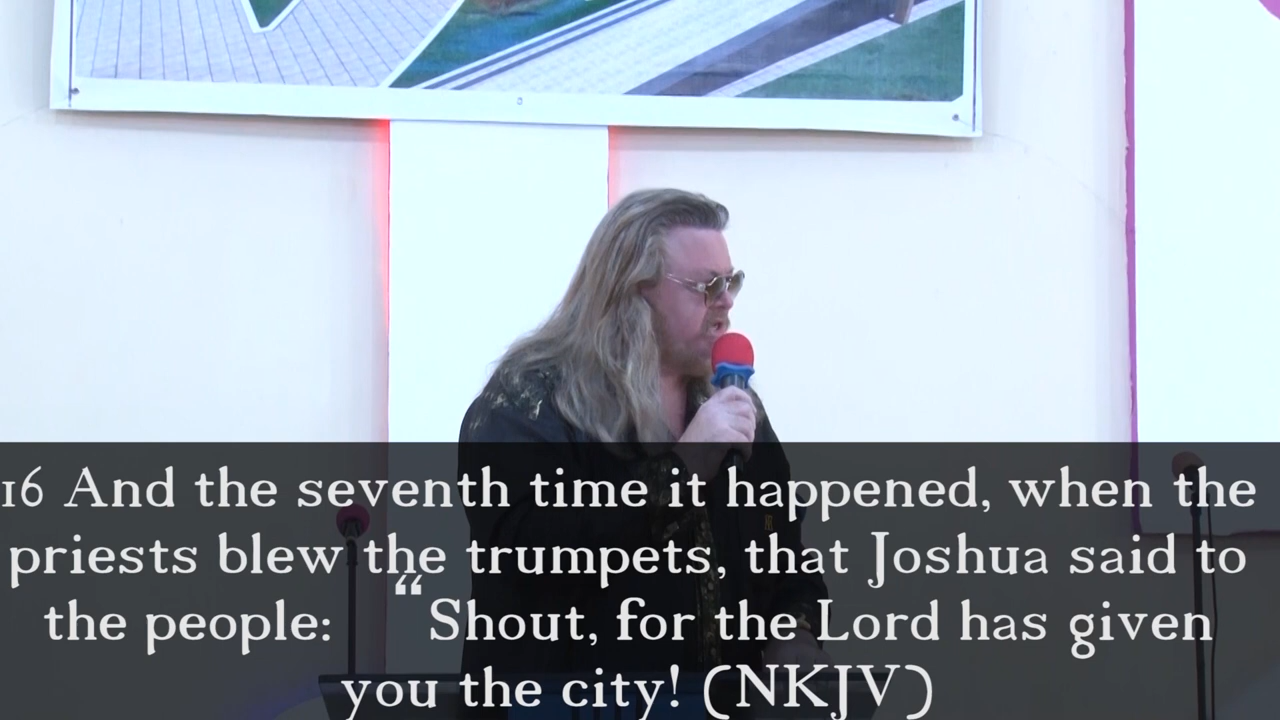 16 And the seventh time it happened, when the
priests blew the trumpets, that Joshua said to
the people: “Shout, for the Lord has given
you the city! (NKJV)